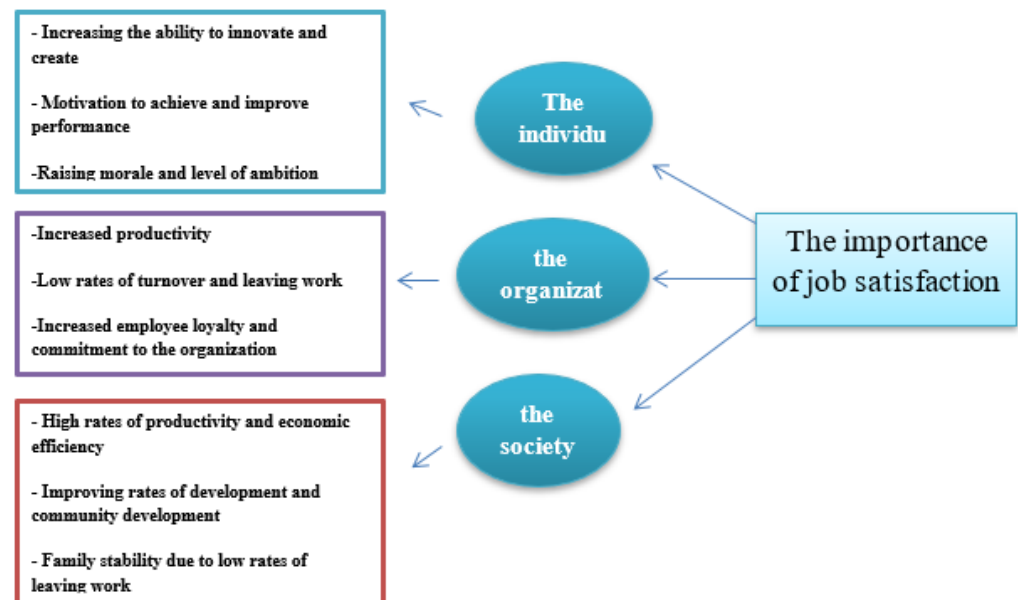 - Increasing the ability to innovate and
create
- Motivation to achieve and improve
performance
-Raising morale and level of ambition
The
individu
-Increased productivity
-Low rates of turnover and leaving work
-Increased employee loyalty and
commitment to the organization
the
organizat
The importance
of job satisfaction
- High rates of productivity and economic
efficiency
- Improving rates of development and
community development
- Family stability due to low rates of
leaving work
the
society